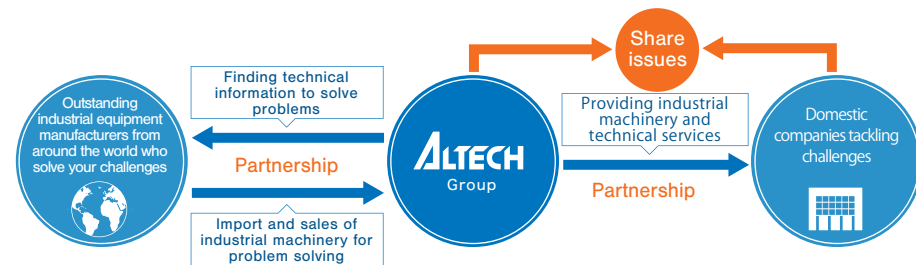 Share
issues
Finding technical
information to solve
problems
Outstanding
industrial equipment
manufacturers from
around the world who
solve your challenges
Partnership
Import and sales of
industrial machinery for
problem solving
ALTECH
Group
Providing industrial
machinery and
technical services
Partnership
Domestic
companies tackling
challenges